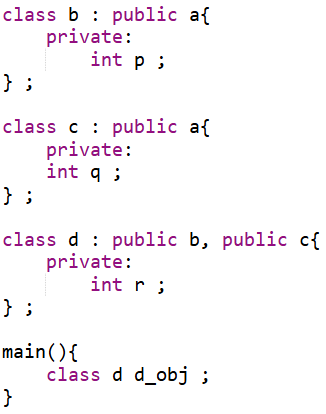 class b : public a{
    private:
        int p ;
} ;

class c : public a{
    private:
    int q ;
} ;

class d : public b, public c{
    private:
        int r ;
} ;

main(){
    class d d_obj ;
}